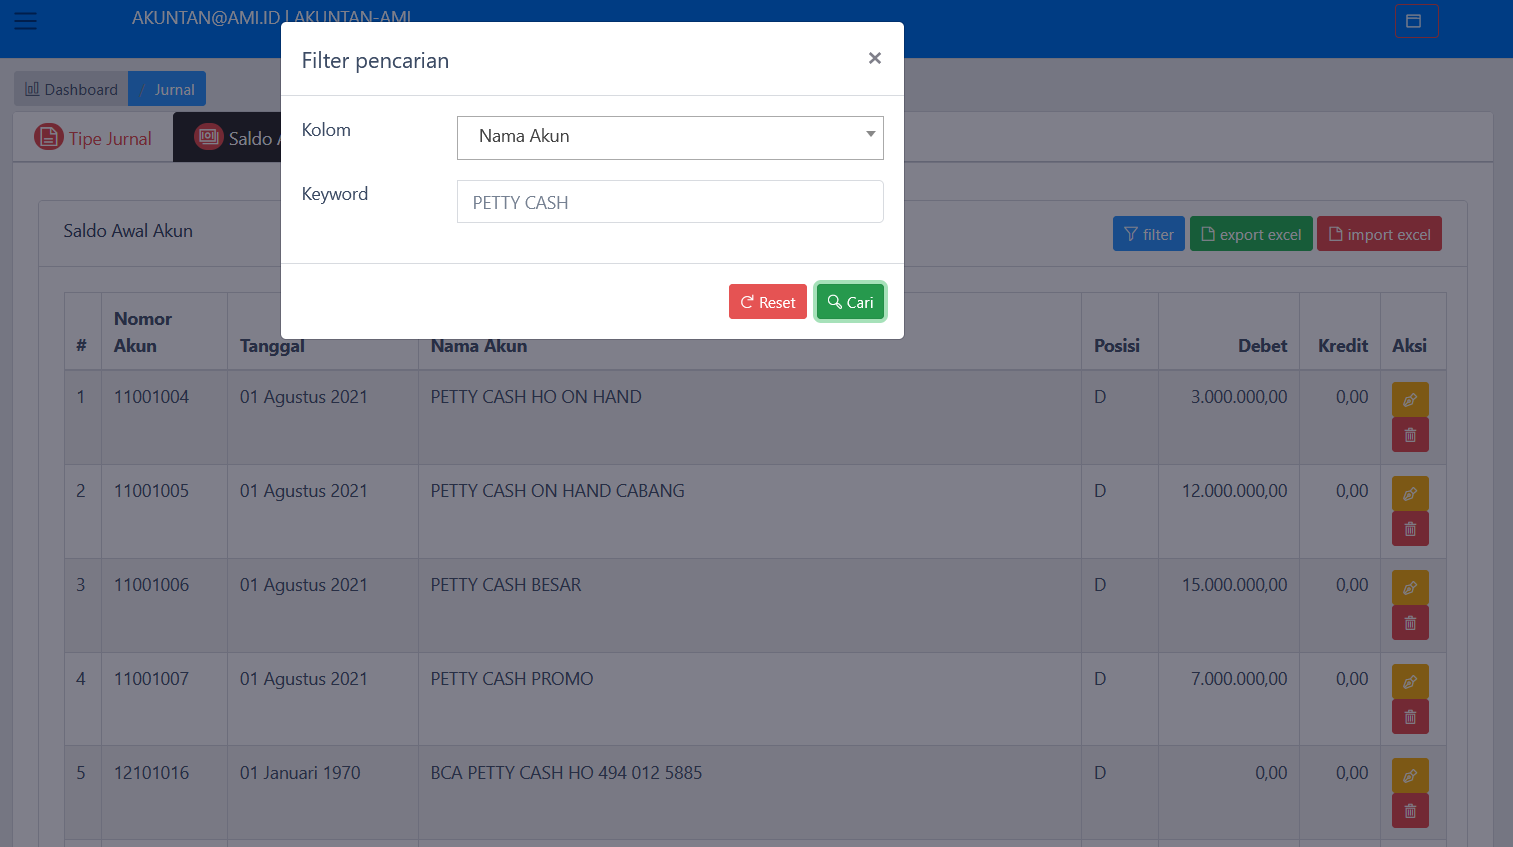 AKUNTAN@AMI.ID | AKUNTAN-AMI
Filter pencarian
×
Dashboard / Jurnal
Kolom
Nama Akun
Tipe Jurnal
Saldo
Keyword
PETTY CASH
Saldo Awal Akun
filter
export excel
import excel
Reset
Cari
# Nomor Akun Tanggal Nama Akun Posisi Debet Kredit Aksi
1 11001004 01 Agustus 2021 PETTY CASH HO ON HAND D 3.000.000,00 0,00
2 11001005 01 Agustus 2021 PETTY CASH ON HAND CABANG D 12.000.000,00 0,00
3 11001006 01 Agustus 2021 PETTY CASH BESAR D 15.000.000,00 0,00
4 11001007 01 Agustus 2021 PETTY CASH PROMO D 7.000.000,00 0,00
5 12101016 01 Januari 1970 BCA PETTY CASH HO 494 012 5885 D 0,00 0,00